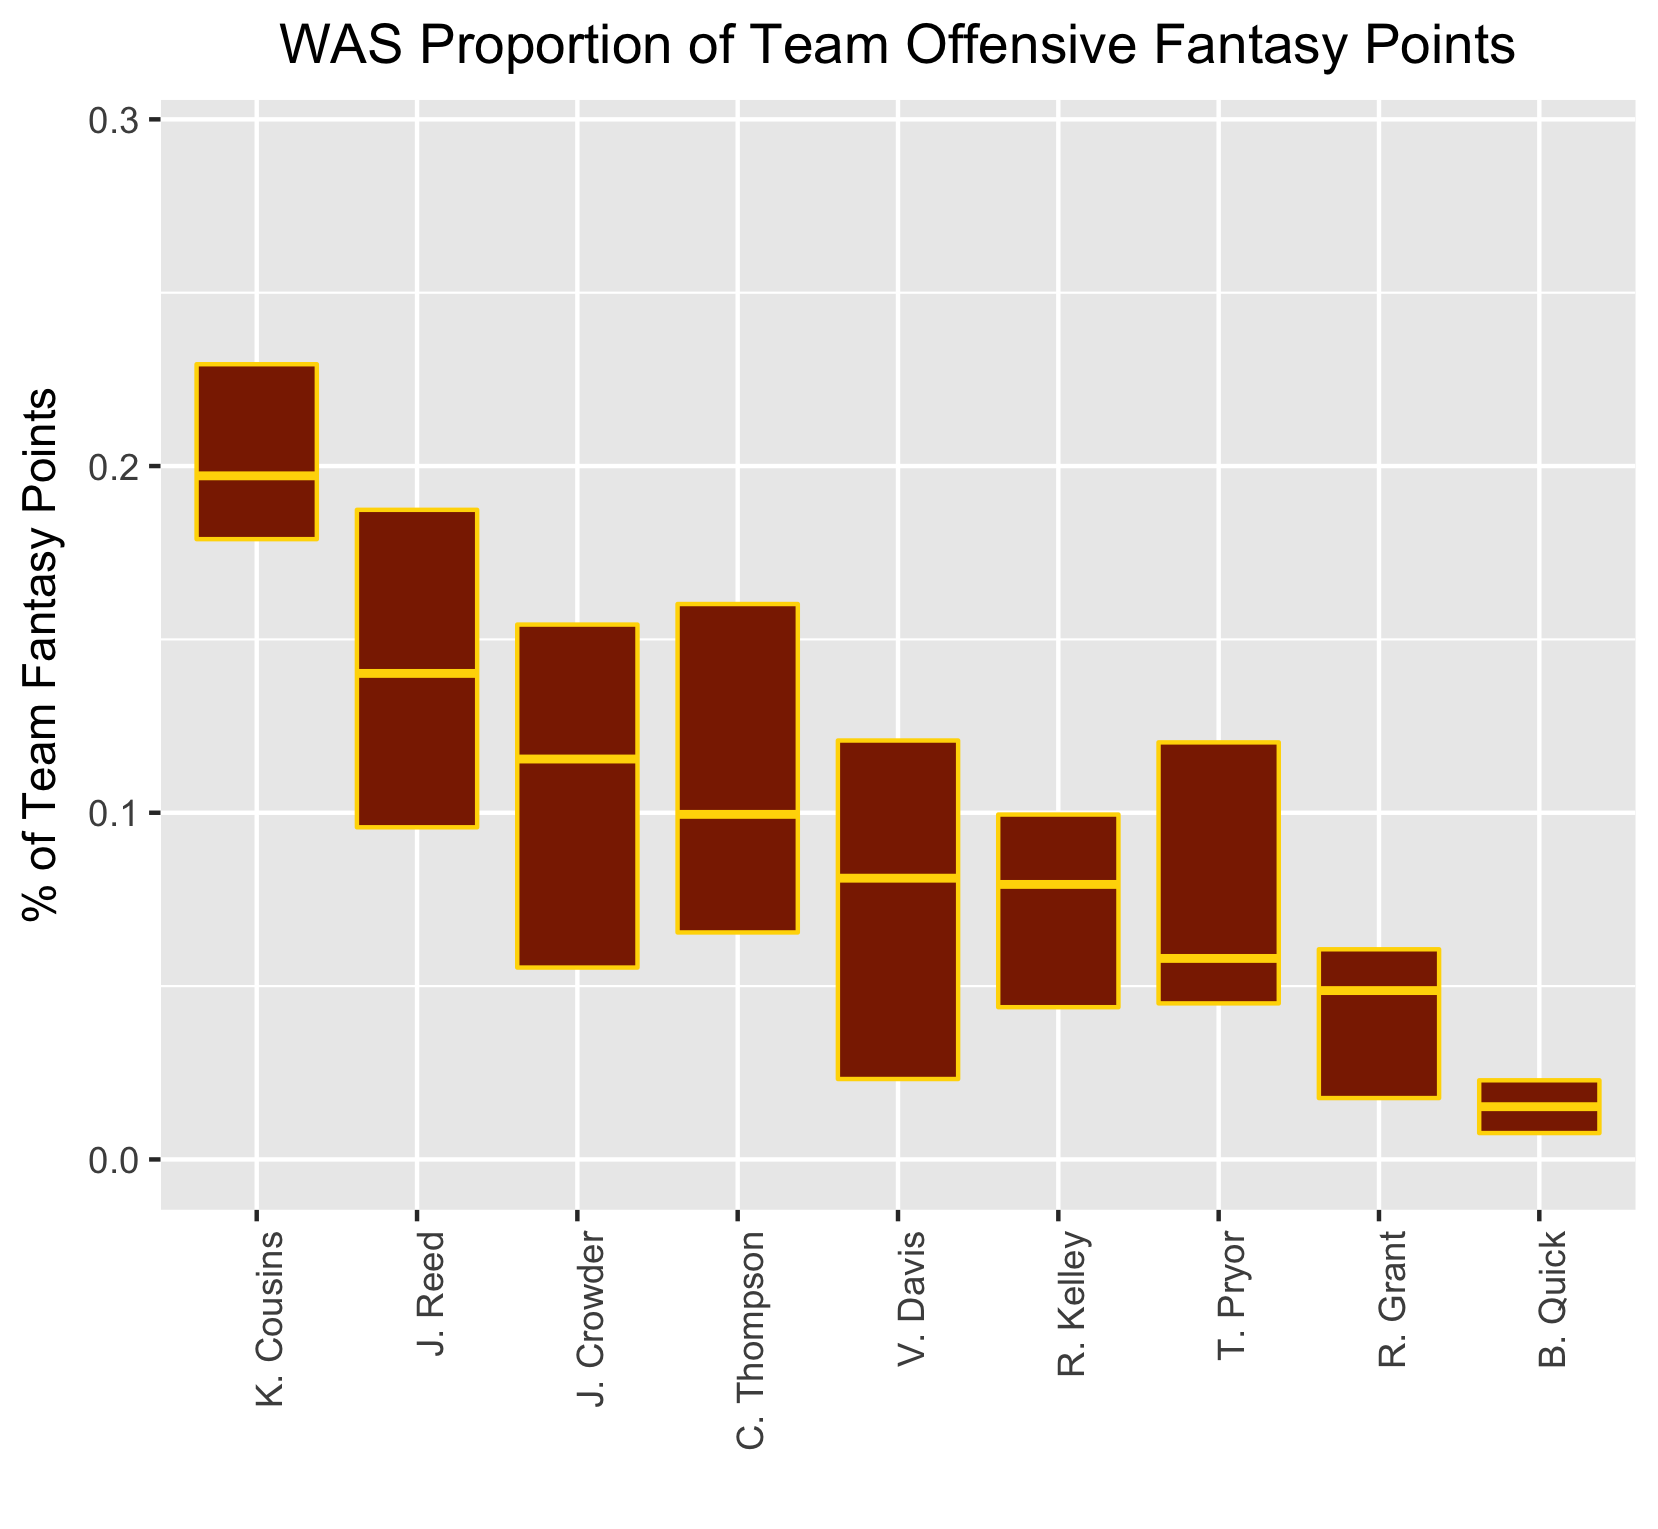 WAS Proportion of Team Offensive Fantasy Points
% of Team Fantasy Points
0.3
0.2
0.1
0.0
K. Cousins
J. Reed
J. Crowder
C. Thompson
V. Davis
R. Kelley
T. Pryor
R. Grant
B. Quick